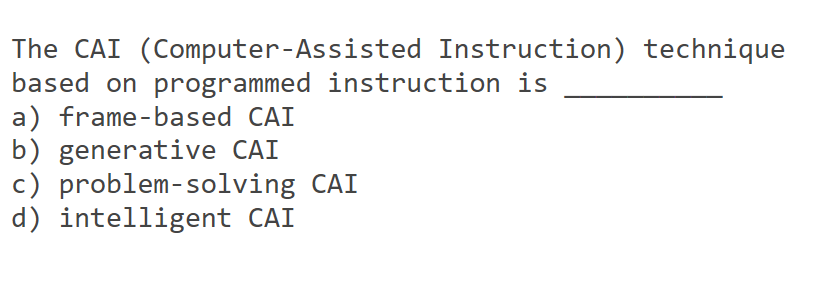 The CAI (Computer-Assisted Instruction) technique
based on programmed instruction is __________
a) frame-based CAI
b) generative CAI
c) problem-solving CAI
d) intelligent CAI